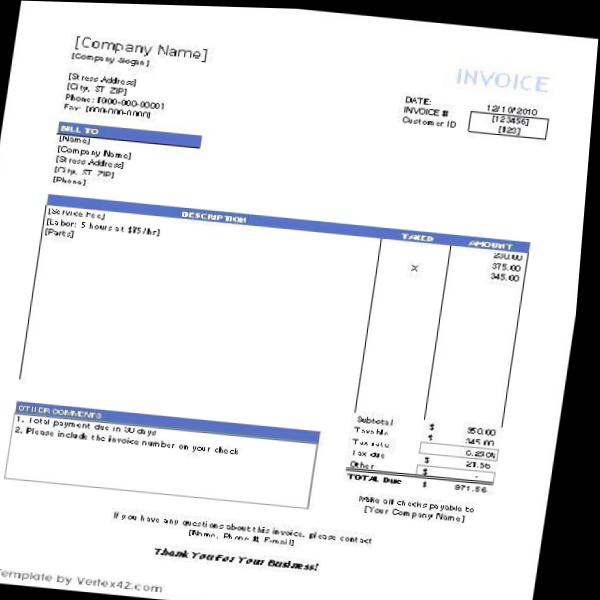 [Company Name]
[Company Slogan]
INVOICE
[Street Address]
[City, ST ZIP]
Phone: [000-000-0000]
Fax: [000-000-0000]
DATE: 12/10/2010
INVOICE # [123456]
Customer ID [123]
BILL TO
[Name]
[Company Name]
[Street Address]
[City, ST ZIP]
[Phone]
DESCRIPTION TAXED AMOUNT
[Service Fee] 230.00
[Labor: 5 hours at $75/hr] 375.00
[Parts] X 345.00
Subtotal $ 950.00
Taxable $ 345.00
Tax rate 6.250%
Tax due $ 21.56
Other $ -
TOTAL Due $ 971.56
OTHER COMMENTS
1. Total payment due in 30 days
2. Please include the invoice number on your check
Make all checks payable to
[Your Company Name]
If you have any questions about this invoice, please contact
[Name, Phone #, E-mail]
Thank You For Your Business!
Template by Vertex42.com